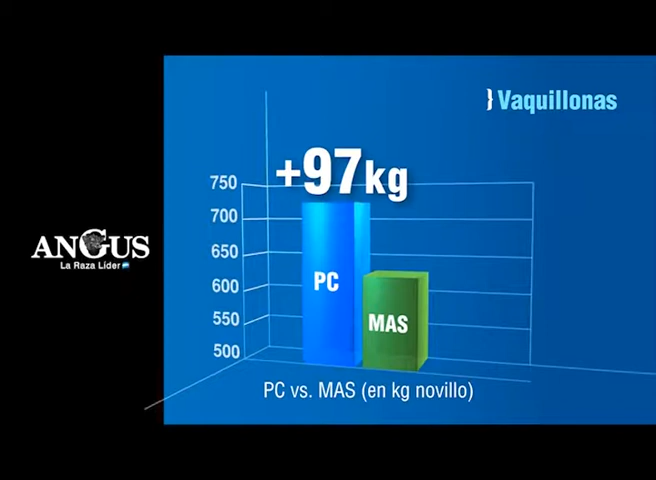 } Vaquillonas
+97kg
750
700
650
600
550
500
PC
MAS
PC vs. MAS (en kg novillo)
ANGUS
La Raza Líder